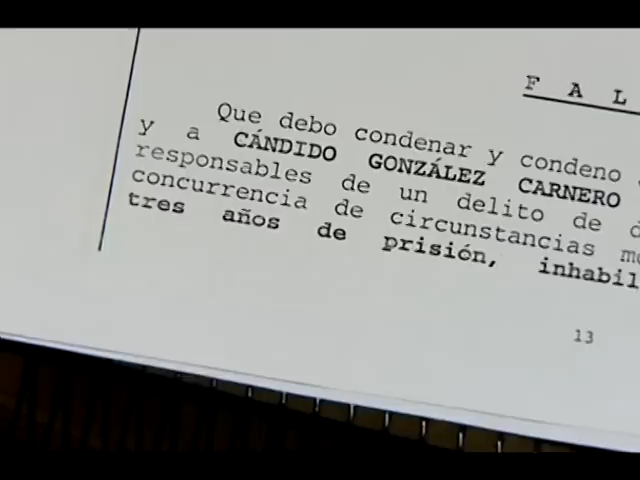 F A L
Que debo condenar y condeno
y a CÁNDIDO GONZÁLEZ CARNERO
responsables de un delito de d
concurrencia de circunstancias mo
tres años de prisión, inhabil
13